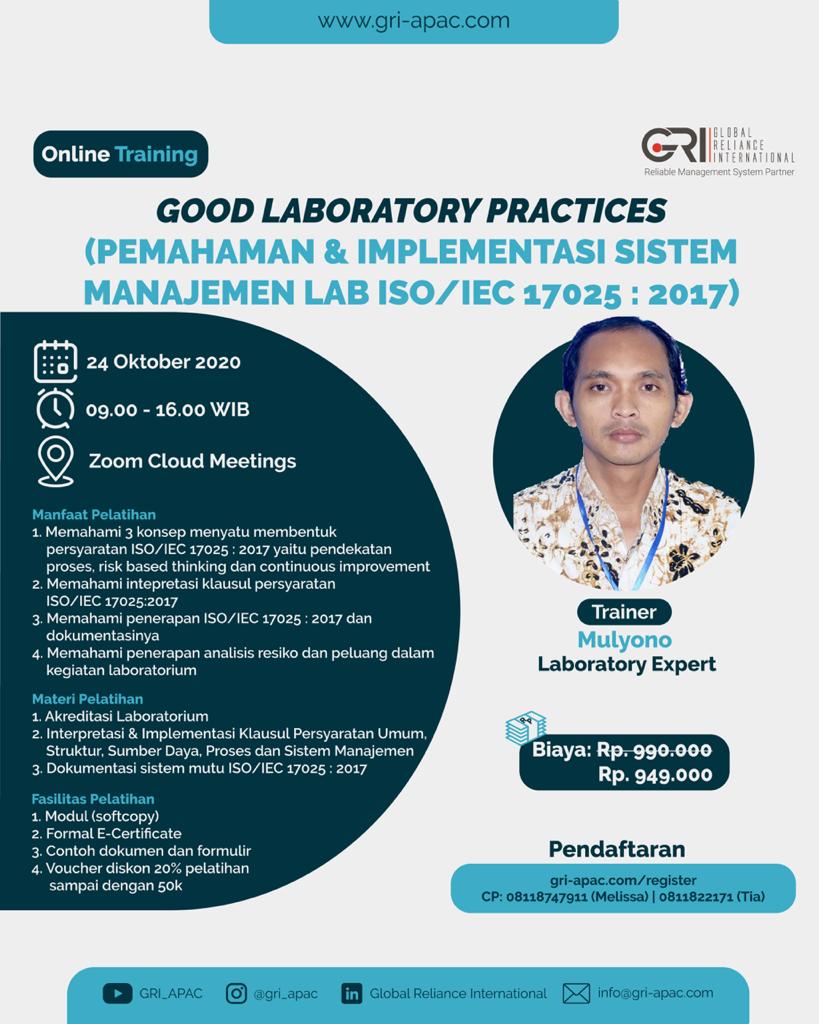 www.gri-apac.com
Online Training
GRI GLOBAL
RELIANCE
INTERNATIONAL
Reliable Management System Partner
GOOD LABORATORY PRACTICES
(PEMAHAMAN & IMPLEMENTASI SISTEM
MANAJEMEN LAB ISO/IEC 17025 : 2017)
24 Oktober 2020
09.00 - 16.00 WIB
Zoom Cloud Meetings
Manfaat Pelatihan
1. Memahami 3 konsep menyatu membentuk
persyaratan ISO/IEC 17025 : 2017 yaitu pendekatan
proses, risk based thinking dan continuous improvement
2. Memahami intepretasi klausul persyaratan
ISO/IEC 17025:2017
3. Memahami penerapan ISO/IEC 17025 : 2017 dan
dokumentasinya
4. Memahami penerapan analisis resiko dan peluang dalam
kegiatan laboratorium
Materi Pelatihan
1. Akreditasi Laboratorium
2. Interpretasi & Implementasi Klausul Persyaratan Umum,
Struktur, Sumber Daya, Proses dan Sistem Manajemen
3. Dokumentasi sistem mutu ISO/IEC 17025 : 2017
Fasilitas Pelatihan
1. Modul (softcopy)
2. Formal E-Certificate
3. Contoh dokumen dan formulir
4. Voucher diskon 20% pelatihan
sampai dengan 50k
Trainer
Mulyono
Laboratory Expert
Biaya: Rp. 990.000
Rp. 949.000
Pendaftaran
gri-apac.com/register
CP: 08118747911 (Melissa) | 0811822171 (Tia)
GRI_APAC
@gri_apac
in Global Reliance International
info@gri-apac.com